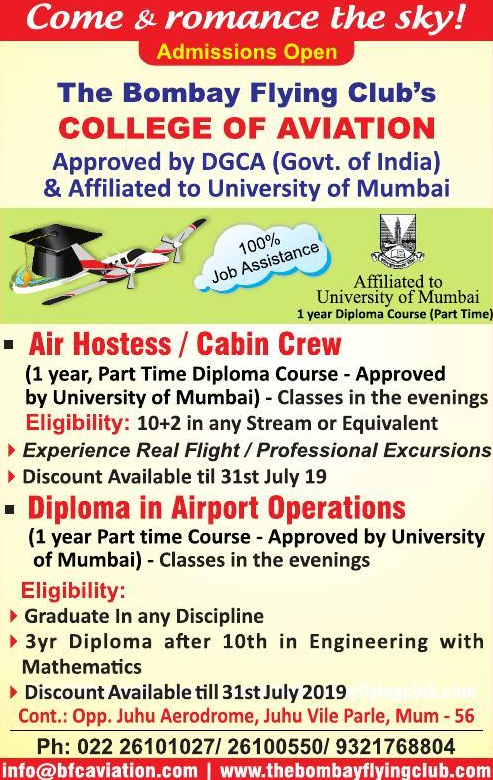 Come & romance the sky!
Admissions Open
The Bombay Flying Club's
COLLEGE OF AVIATION
Approved by DGCA (Govt. of India)
& Affiliated to University of Mumbai
100%
Job Assistance
Affiliated to
University of Mumbai
1 year Diploma Course (Part Time)
Air Hostess / Cabin Crew
(1 year, Part Time Diploma Course - Approved
by University of Mumbai) - Classes in the evenings
Eligibility: 10+2 in any Stream or Equivalent
Experience Real Flight / Professional Excursions
Discount Available til 31st July 19
Diploma in Airport Operations
(1 year Part time Course - Approved by University
of Mumbai) - Classes in the evenings
Eligibility:
Graduate In any Discipline
3yr Diploma after 10th in Engineering with
Mathematics
Discount Available till 31st July 2019
Cont.: Opp. Juhu Aerodrome, Juhu Vile Parle, Mum - 56
Ph: 022 26101027/ 26100550/ 9321768804
info@bfcaviation.com | www.thebombayflyingclub.com